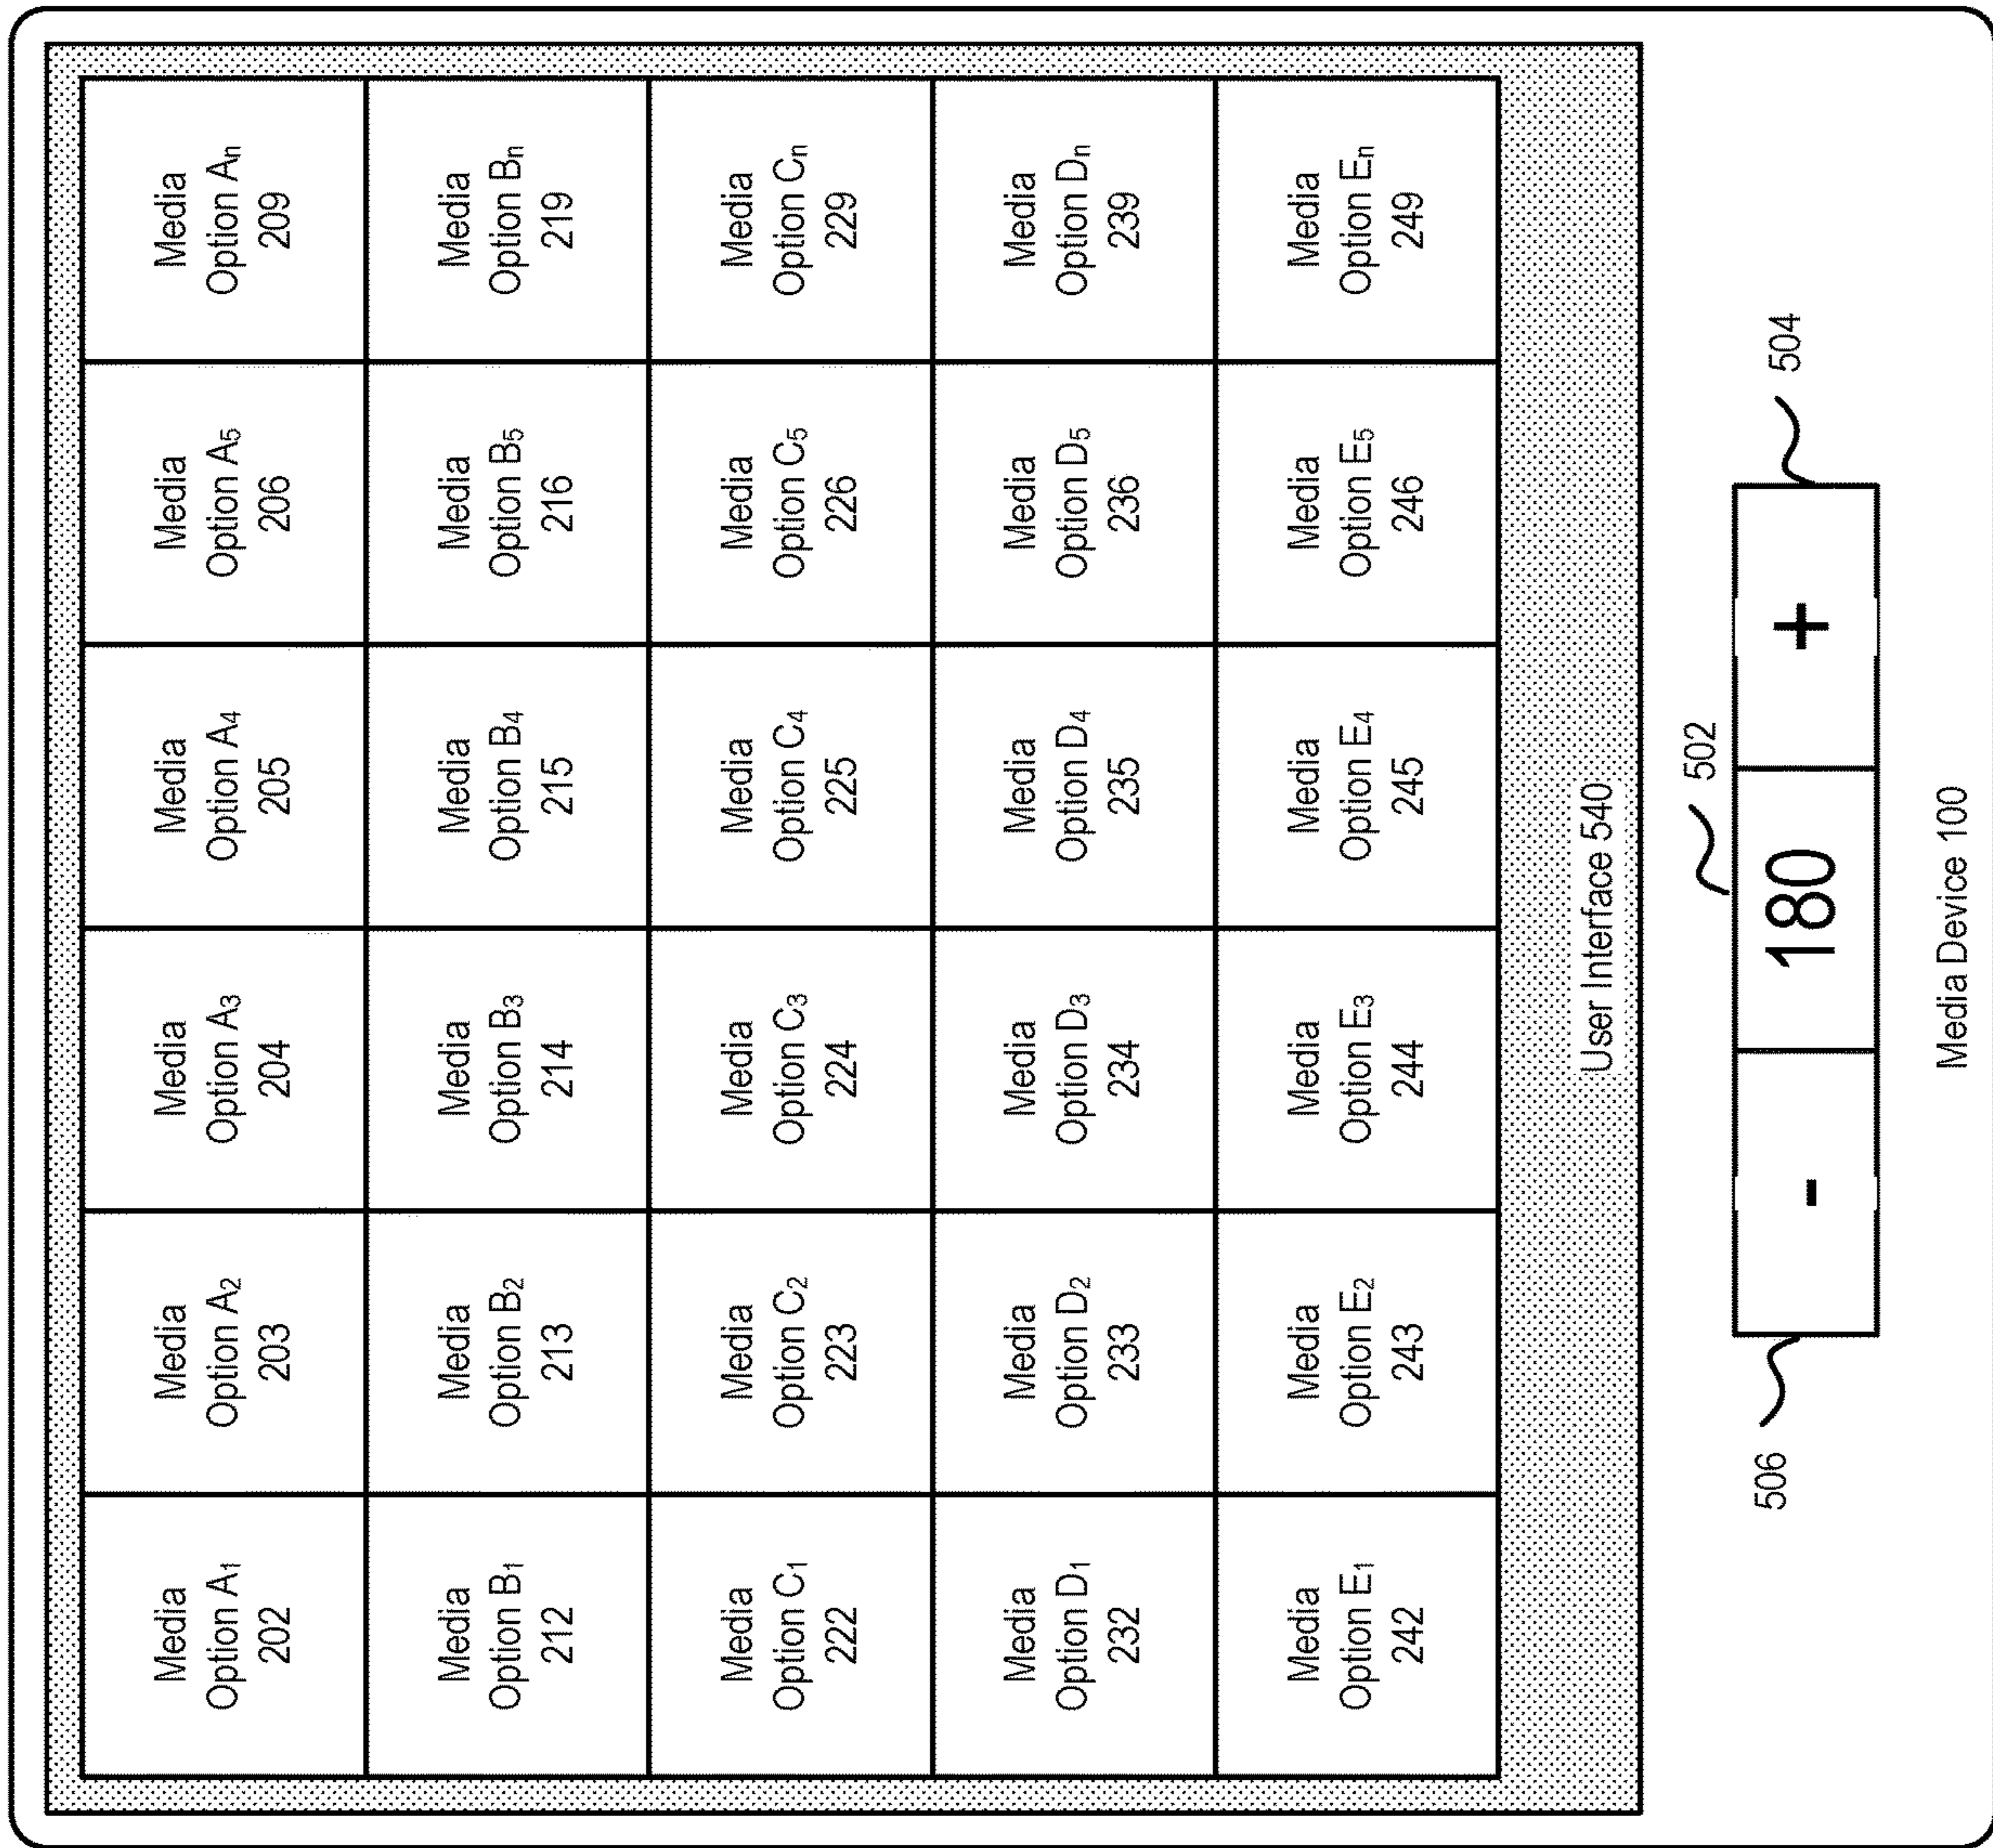 Media
Option A₁
202
Media
Option A₂
203
Media
Option A₃
204
Media
Option A₄
205
Media
Option A₅
206
Media
Option Aₙ
209
Media
Option B₁
212
Media
Option B₂
213
Media
Option B₃
214
Media
Option B₄
215
Media
Option B₅
216
Media
Option Bₙ
219
Media
Option C₁
222
Media
Option C₂
223
Media
Option C₃
224
Media
Option C₄
225
Media
Option C₅
226
Media
Option Cₙ
229
Media
Option D₁
232
Media
Option D₂
233
Media
Option D₃
234
Media
Option D₄
235
Media
Option D₅
236
Media
Option Dₙ
239
Media
Option E₁
242
Media
Option E₂
243
Media
Option E₃
244
Media
Option E₄
245
Media
Option E₅
246
Media
Option Eₙ
249
User Interface 540
502
506
504
- 180 +
Media Device 100